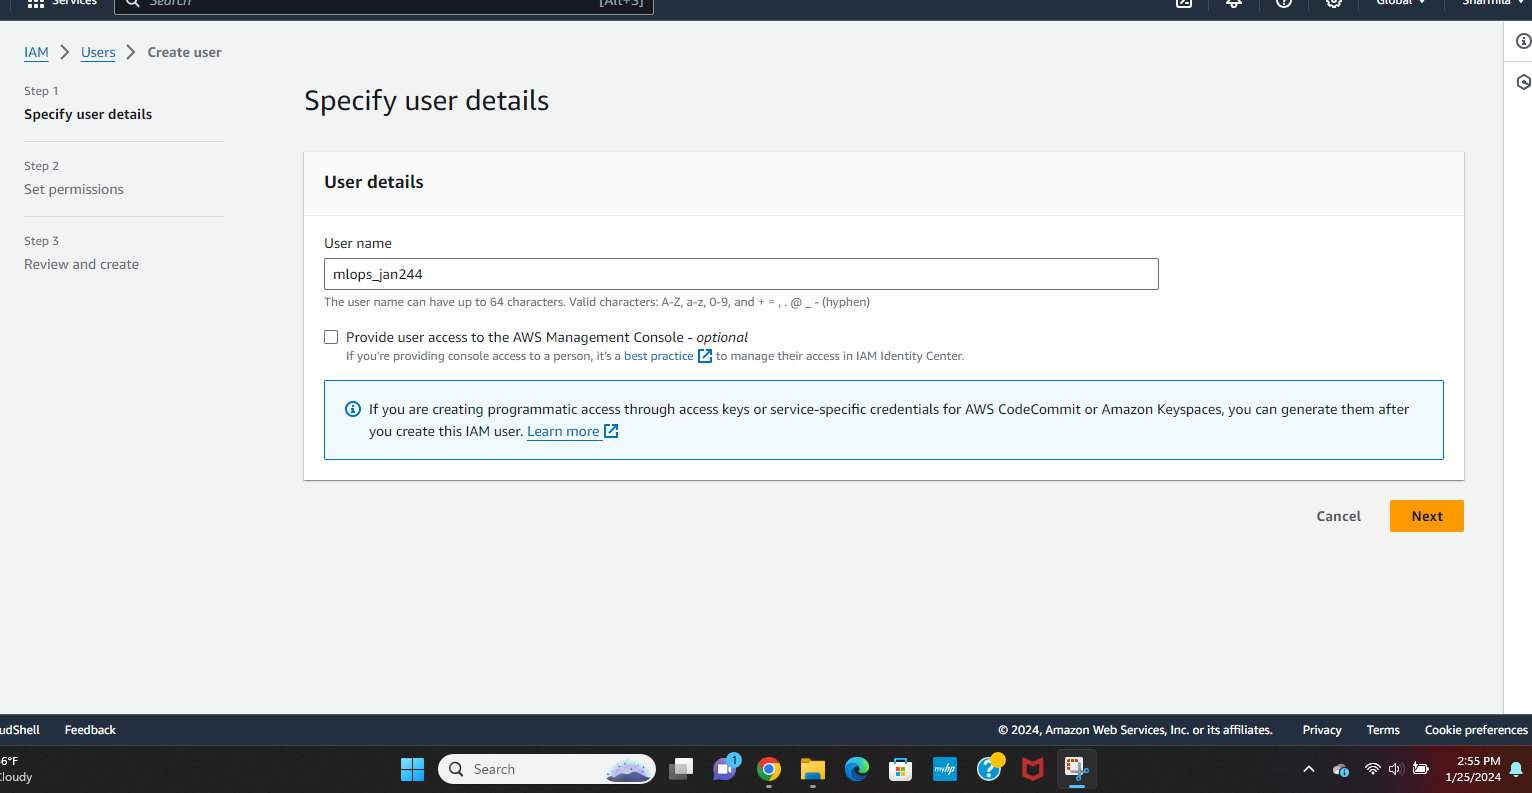 Services
Search
[Alt+S]
Global
Sharmila
IAM
Users
Create user
Step 1
Specify user details
Step 2
Set permissions
Step 3
Review and create
Specify user details
User details
User name
mlops_jan244
The user name can have up to 64 characters. Valid characters: A-Z, a-z, 0-9, and + = , . @ _ - (hyphen)
Provide user access to the AWS Management Console - optional
If you're providing console access to a person, it's a best practice to manage their access in IAM Identity Center.
If you are creating programmatic access through access keys or service-specific credentials for AWS CodeCommit or Amazon Keyspaces, you can generate them after
you create this IAM user. Learn more
Cancel
Next
udShell
Feedback
© 2024, Amazon Web Services, Inc. or its affiliates.
Privacy
Terms
Cookie preferences
6°F
Cloudy
Search
1
myhp
2:55 PM
1/25/2024